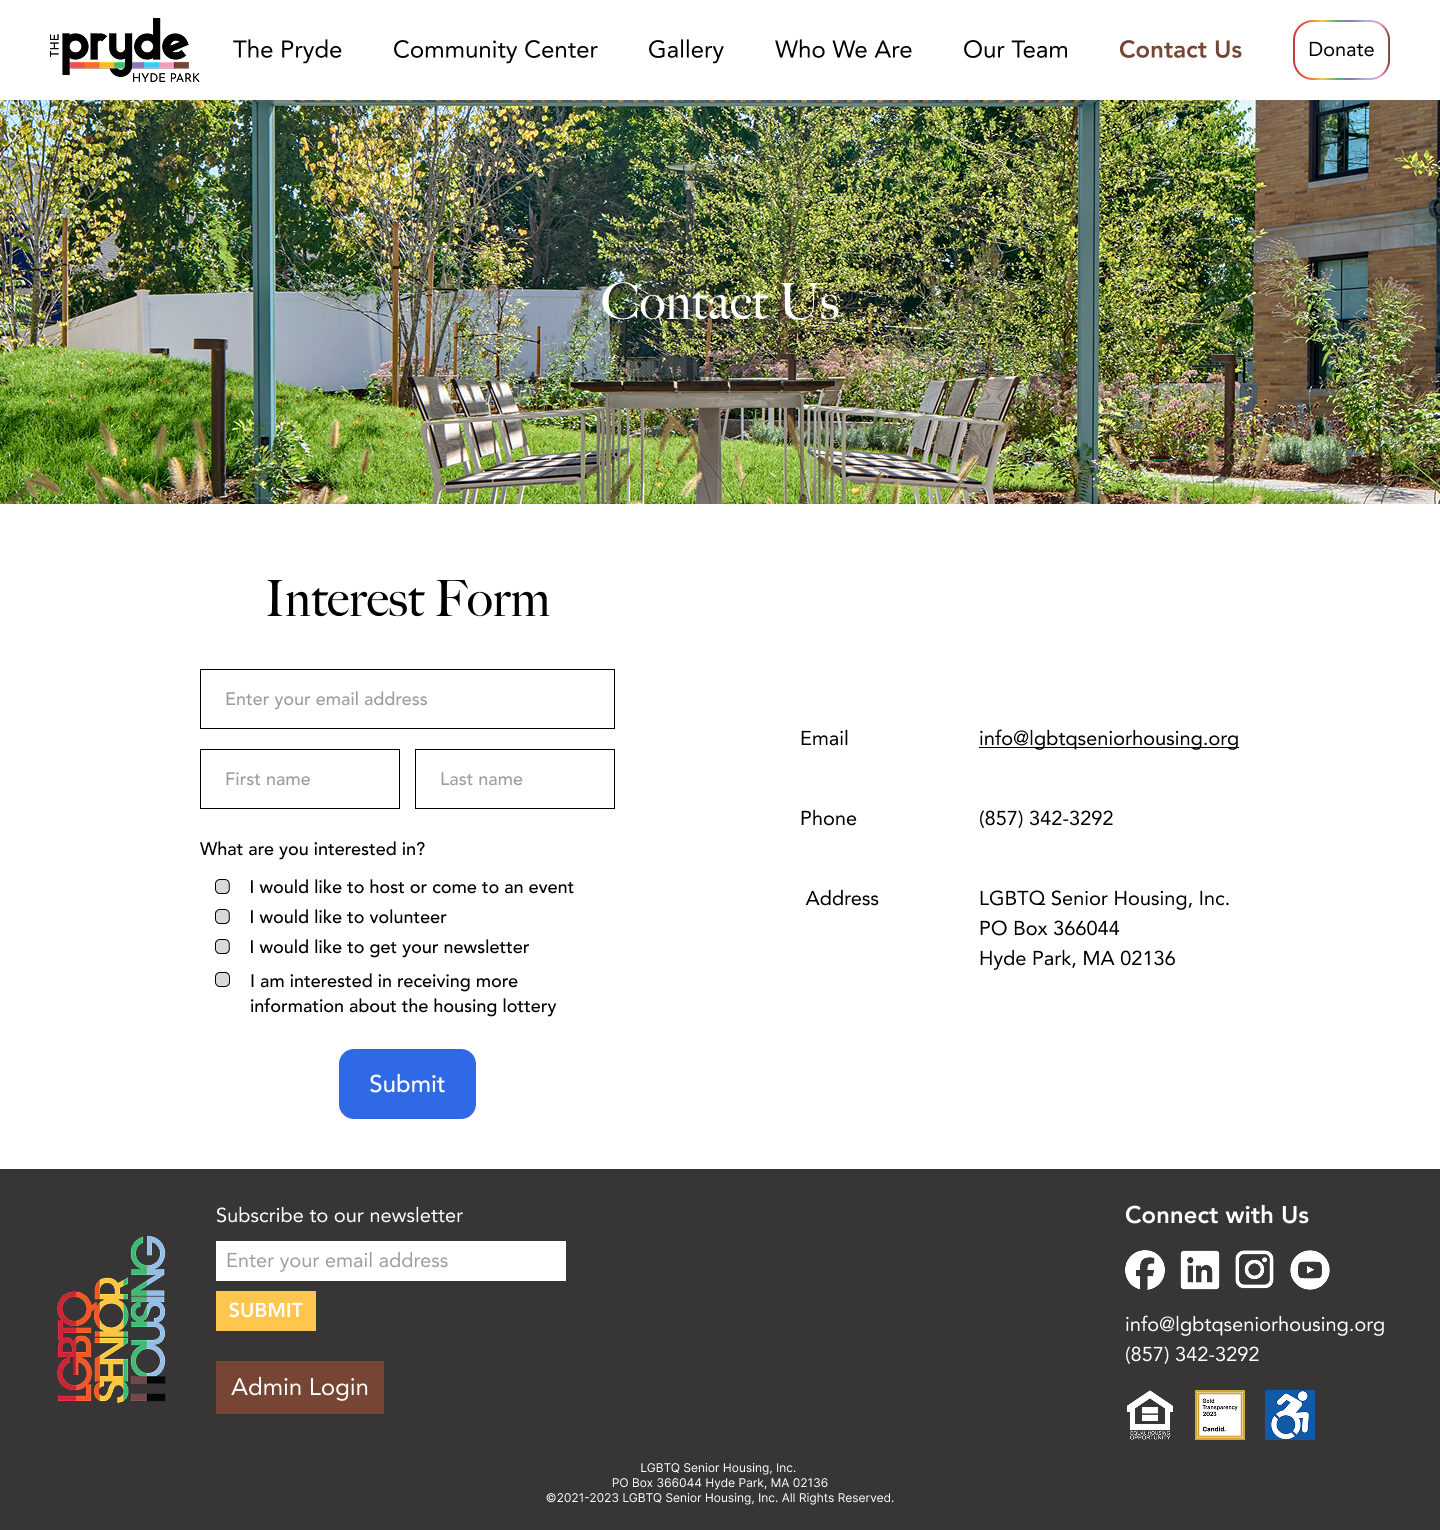 THE
pryde
HYDE PARK
The Pryde
Community Center
Gallery
Who We Are
Our Team
Contact Us
Donate
Contact Us
Interest Form
Enter your email address
First name
Last name
What are you interested in?
I would like to host or come to an event
I would like to volunteer
I would like to get your newsletter
I am interested in receiving more
information about the housing lottery
Submit
Email
info@lgbtqseniorhousing.org
Phone
(857) 342-3292
Address
LGBTQ Senior Housing, Inc.
PO Box 366044
Hyde Park, MA 02136
LGBTQ
SENIOR
HOUSING
Subscribe to our newsletter
Enter your email address
SUBMIT
Admin Login
Connect with Us
info@lgbtqseniorhousing.org
(857) 342-3292
EQUAL HOUSING
OPPORTUNITY
Gold
Transparency
2023
Candid.
LGBTQ Senior Housing, Inc.
PO Box 366044 Hyde Park, MA 02136
©2021-2023 LGBTQ Senior Housing, Inc. All Rights Reserved.